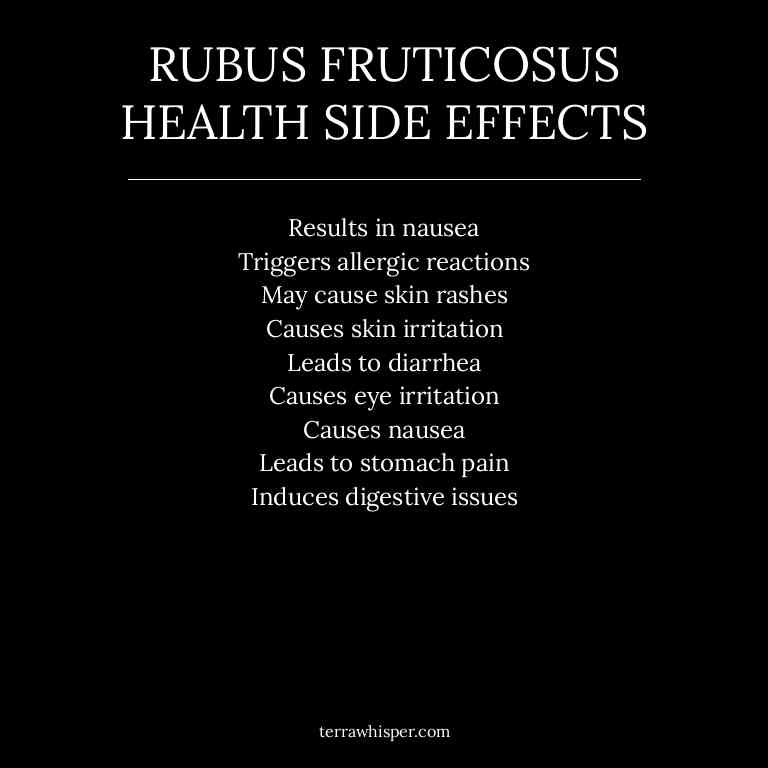 RUBUS FRUTICOSUS
HEALTH SIDE EFFECTS
Results in nausea
Triggers allergic reactions
May cause skin rashes
Causes skin irritation
Leads to diarrhea
Causes eye irritation
Causes nausea
Leads to stomach pain
Induces digestive issues
terrawhisper.com